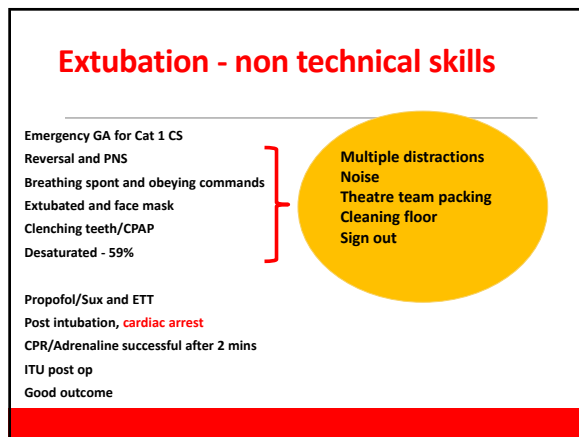 Extubation - non technical skills
Emergency GA for Cat 1 CS
Reversal and PNS
Breathing spont and obeying commands
Extubated and face mask
Clenching teeth/CPAP
Desaturated - 59%
Multiple distractions
Noise
Theatre team packing
Cleaning floor
Sign out
Propofol/Sux and ETT
Post intubation, cardiac arrest
CPR/Adrenaline successful after 2 mins
ITU post op
Good outcome